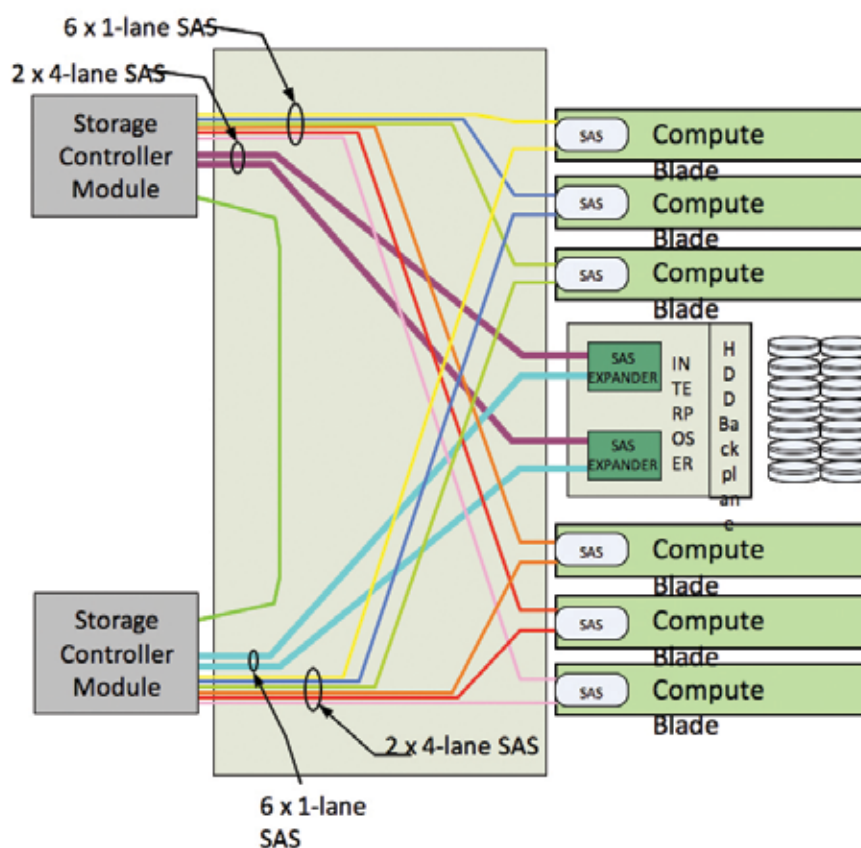 6 x 1-lane SAS
2 x 4-lane SAS
Storage
Controller
Module
SAS
Compute
Blade
SAS
Compute
Blade
SAS
Compute
Blade
SAS
EXPANDER
SAS
EXPANDER
IN
TE
RP
OS
ER
H
D
D
Ba
ck
pl
an
e
SAS
Compute
Blade
SAS
Compute
Blade
SAS
Compute
Blade
Storage
Controller
Module
2 x 4-lane SAS
6 x 1-lane
SAS